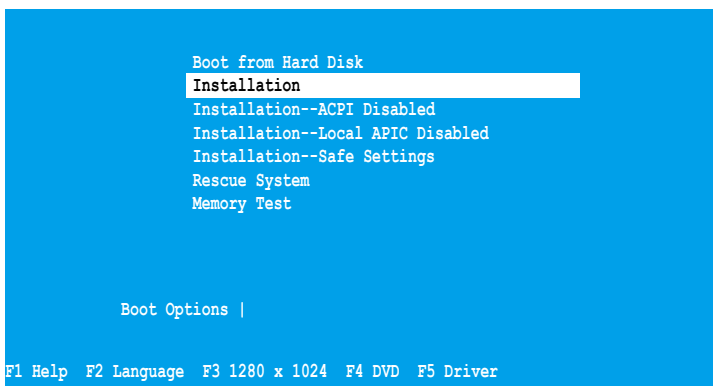 Boot from Hard Disk
Installation
Installation--ACPI Disabled
Installation--Local APIC Disabled
Installation--Safe Settings
Rescue System
Memory Test
Boot Options |
F1 Help F2 Language F3 1280 x 1024 F4 DVD F5 Driver